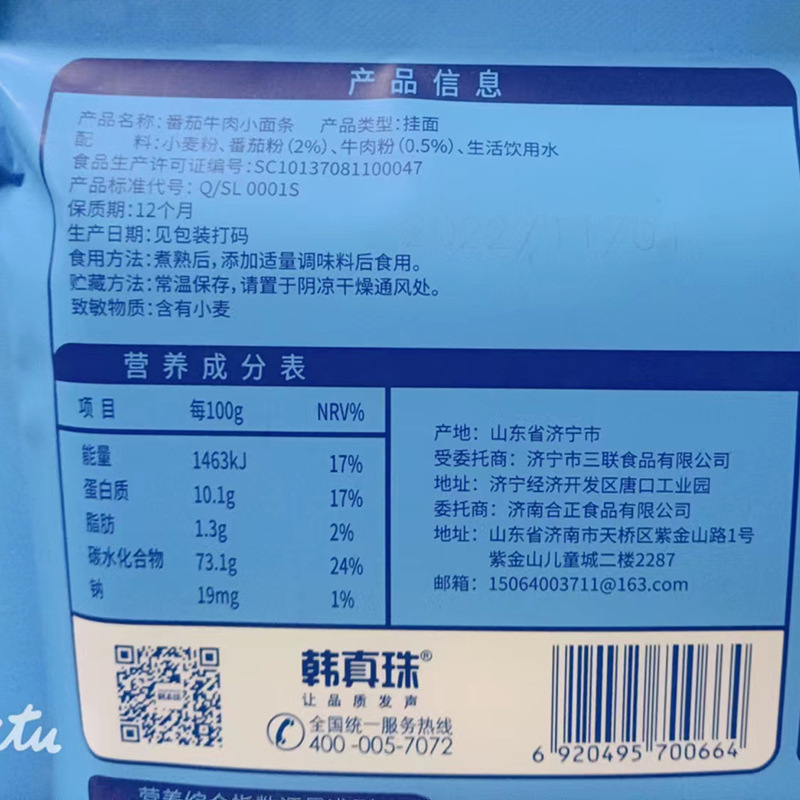 产品信息
产品名称：番茄牛肉小面条 产品类型：挂面
配 料：小麦粉、番茄粉（2%）、牛肉粉（0.5%）、生活饮用水
食品生产许可证编号：SC10137081100047
产品标准代号：Q/SL 0001S
保质期：12个月
生产日期：见包装打码
2022/11/01
食用方法：煮熟后，添加适量调味料后食用。
贮藏方法：常温保存，请置于阴凉干燥通风处。
致敏物质：含有小麦
营养成分表
项目 每100g NRV%
能量 1463kJ 17%
蛋白质 10.1g 17%
脂肪 1.3g 2%
碳水化合物 73.1g 24%
钠 19mg 1%
产地：山东省济宁市
受委托商：济宁市三联食品有限公司
地址：济宁经济开发区唐口工业园
委托商：济南合正食品有限公司
地址：山东省济南市天桥区紫金山路1号
紫金山儿童城二楼2287
邮箱：15064003711@163.com
韩真珠®
让品质发声
全国统一服务热线
400-005-7072
6 920495 700664